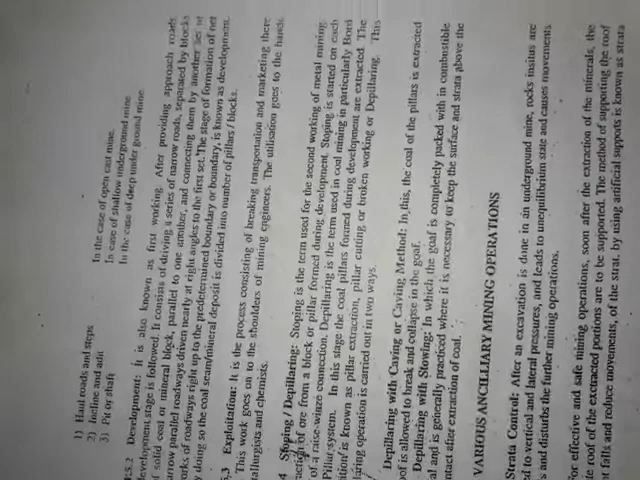 1) Haul roads and steps In the case of open cast mine.
2) Incline and adit In case of shallow underground mine
3) Pit or shaft In the case of deep under ground mine
5.2 Development: It is also known as first working. After providing approach roads
development stage is followed. It consists of driving a series of narrow roads, separated by blocks
f solid coal or mineral block, parallel to one another, and connecting them by another set of
arrow parallel roadways driven nearly at right angles to the first set. The stage of formation of net
orks of roadways right up to the predetermined boundary or boundary, is known as development.
y doing so the coal seam/mineral deposit is divided into number of pillars / blocks.
5.3 Exploitation: It is the process consisting of breaking transportation and marketing there
This work goes on to the shoulders of mining engineers. The utilisation goes to the hands
tallurgists and chemists.
4 Stoping / Depillaring: Stoping is the term used for the second working of metal mining
raction of ore from a block or pillar formed during development. Stoping is started on each
of a raise-winze connection. Depillaring is the term used in coal mining in particularly Bord
Pillar system. In this stage the coal pillars formed during development are extracted. The
ition is known as pillar extraction, pillar cutting or broken working or Depillaring. This
laring operation is carried out in two ways.
Depillaring with Caving or Caving Method: In this, the coal of the pillars is extracted
oof is allowed to break and collapse in the goaf.
Depillaring with Stowing: In which the goaf is completely packed with in combustible
al and is generally practiced where it is necessary to keep the surface and strata above the
ntact after extraction of coal.
VARIOUS ANCILLIARY MINING OPERATIONS
Strata Control: After an excavation is done in an underground mine, rocks insitus are
ed to vertical and lateral pressures, and leads to unequilibrium state and causes movements
s and disturbs the further mining operations.
For effective and safe mining operations, soon after the extraction of the minerals, the
te roof of the exctracted portions are to be supported. The method of supporting the roof
t falls and reduce movements, of the strat by using artificial supports is known as strata